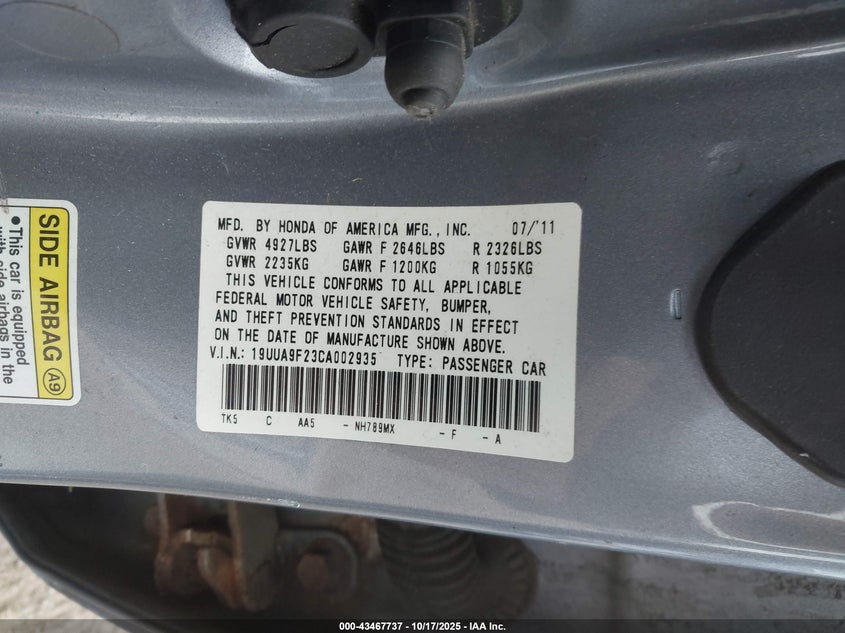 MFD. BY HONDA OF AMERICA MFG., INC. 07/'11
GVWR 4927LBS GAWR F 2646LBS R 2326LBS
GVWR 2235KG GAWR F 1200KG R 1055KG
THIS VEHICLE CONFORMS TO ALL APPLICABLE
FEDERAL MOTOR VEHICLE SAFETY, BUMPER,
AND THEFT PREVENTION STANDARDS IN EFFECT
ON THE DATE OF MANUFACTURE SHOWN ABOVE.
V.I.N.: 19UUA9F23CA002935 TYPE: PASSENGER CAR
TK5 C AA5 - NH789MX - F - A
SIDE AIRBAG A9
•This car is equipped
with side airbags in the
000-43467737 - 10/17/2025 - IAA Inc.